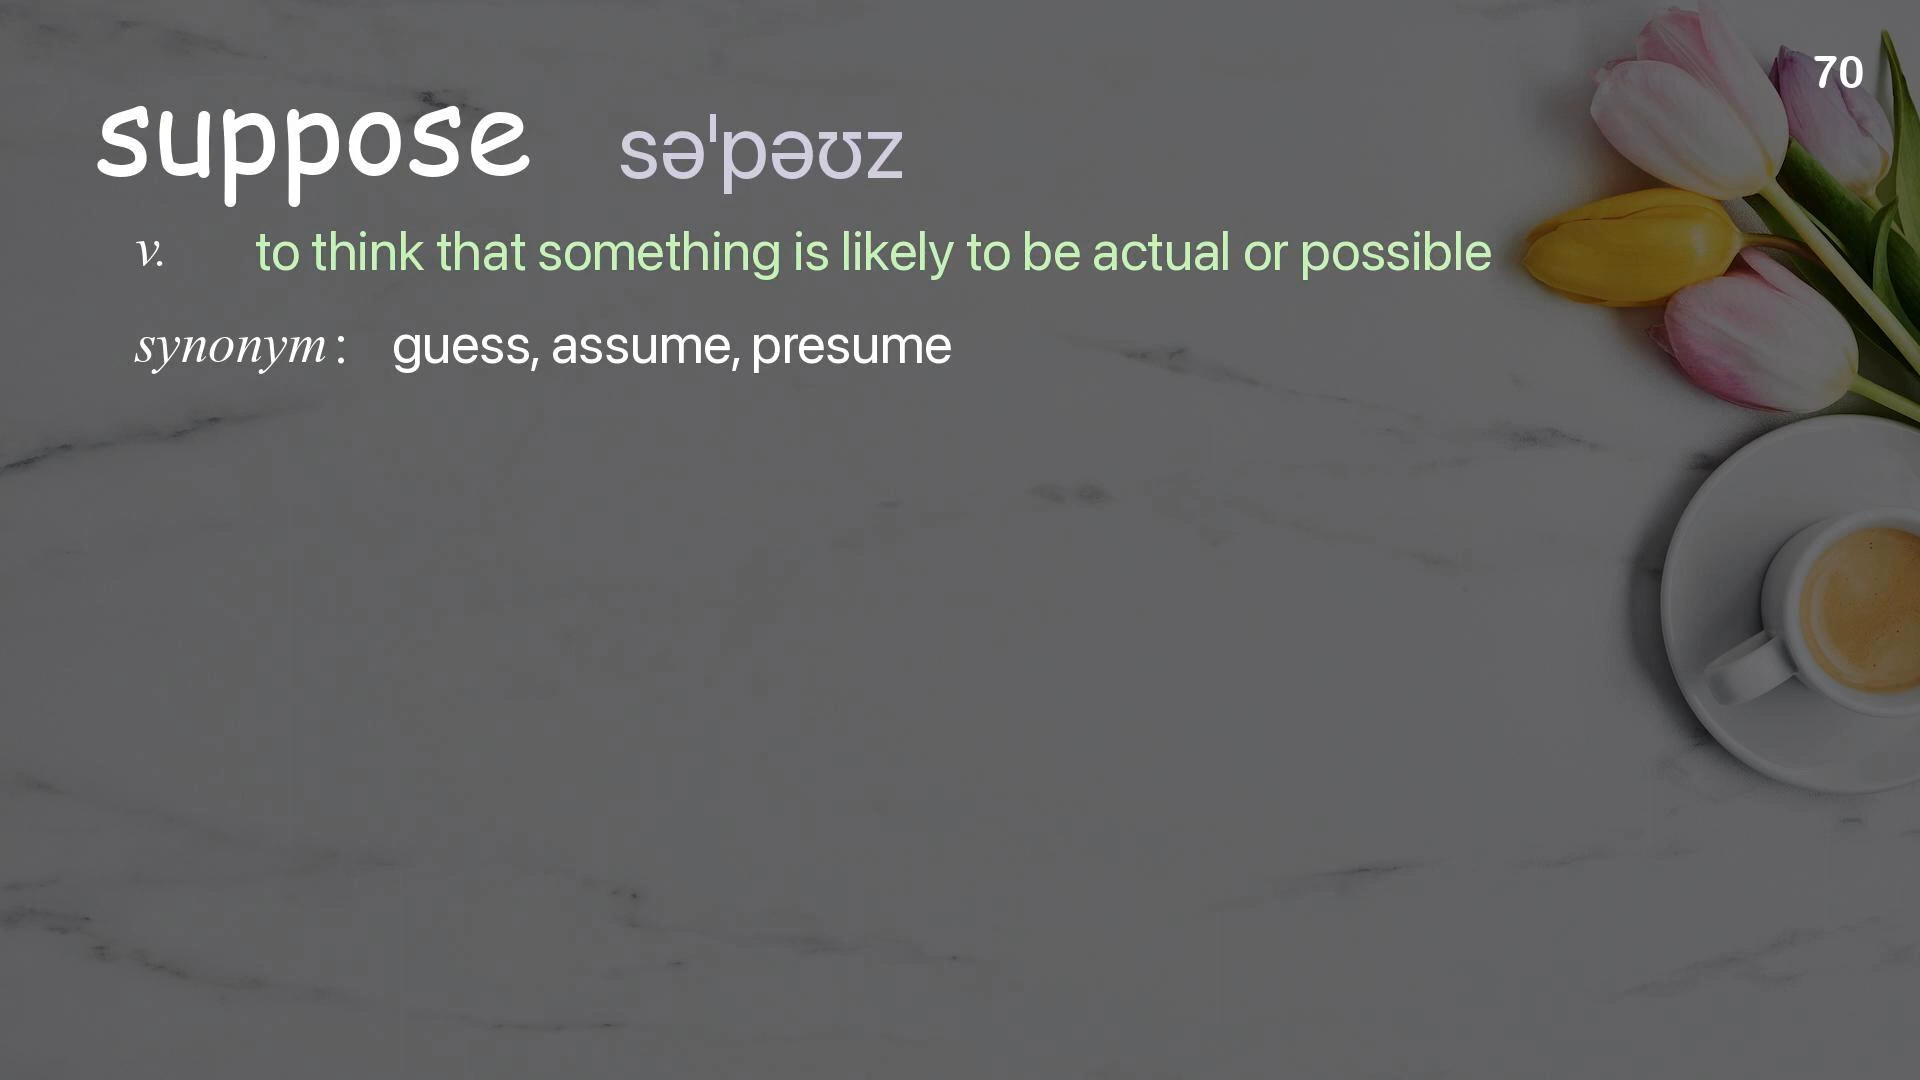 70
suppose səˈpəʊz
v. to think that something is likely to be actual or possible
synonym: guess, assume, presume